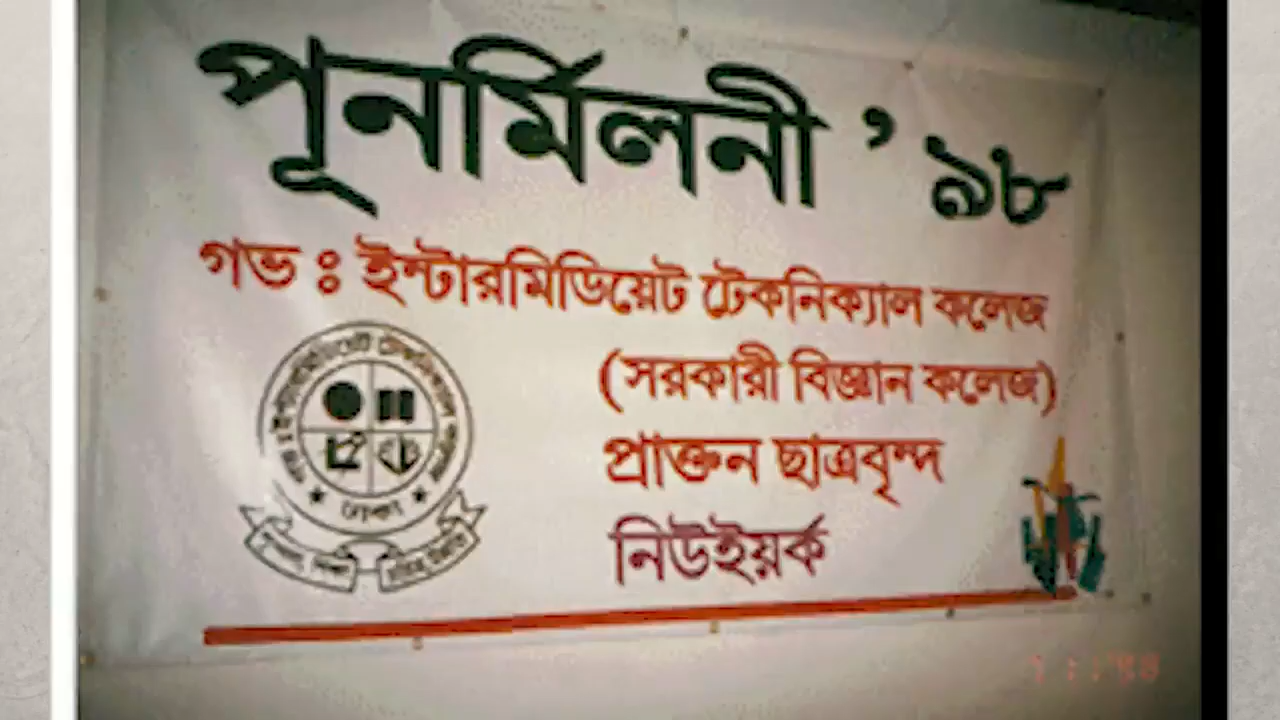 পূনর্মিলনী '৯৮
গভঃ ইন্টারমিডিয়েট টেকনিক্যাল কলেজ
(সরকারী বিজ্ঞান কলেজ)
প্রাক্তন ছাত্রবৃন্দ
নিউইয়র্ক
ঢাকা